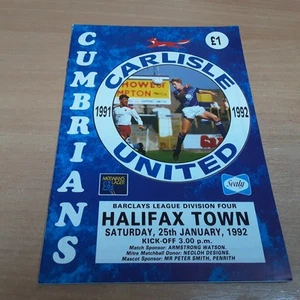 £1
CUMBRIANS
CARLISLE
UNITED
1991
1992
Sealy
BARCLAYS LEAGUE DIVISION FOUR
HALIFAX TOWN
SATURDAY, 25th JANUARY, 1992
KICK-OFF 3.00 p.m.
Match Sponsor: ARMSTRONG WATSON.
Mitre Matchball Donor: NEOLOH DESIGNS.
Mascot Sponsor: MR PETER SMITH, PENRITH